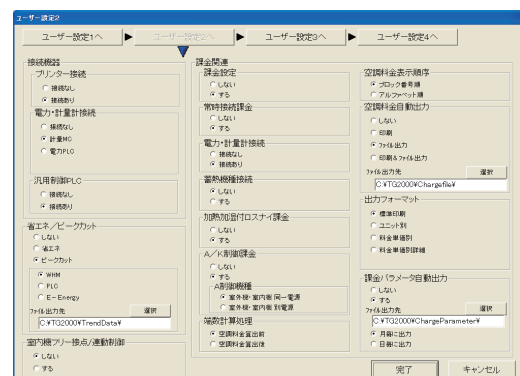 ユーザー設定2
ユーザー設定1へ
ユーザー設定2へ
ユーザー設定3へ
ユーザー設定4へ
接続機器
プリンター接続
接続なし
接続あり
電力・計量計接続
接続なし
計量MC
電力PLC
汎用制御PLC
接続なし
接続あり
省エネ／ピークカット
しない
省エネ
ピークカット
WHM
PLC
E-Energy
ファイル出力先
選択
C:¥TG2000¥TrendData¥
室内機フリー接点/連動制御
しない
する
課金関連
課金設定
しない
する
常時接続課金
しない
する
電力・計量計接続
接続なし
接続あり
蓄熱機種接続
しない
する
加熱加湿付ロスナイ課金
しない
する
A／K制御課金
しない
する
A制御機種
室外機・室内機 同一電源
室外機・室内機 別電源
端数計算処理
空調料金算出前
空調料金算出後
空調料金表示順序
ブロック番号順
アルファベット順
空調料金自動出力
しない
印刷
ファイル出力
印刷&ファイル出力
ファイル出力先
選択
C:¥TG2000¥Chargefile¥
出力フォーマット
標準印刷
ユニット別
料金単価別
料金単価別詳細
課金パラメータ自動出力
しない
する
ファイル出力先
選択
C:¥TG2000¥ChargeParameter¥
月毎に出力
日毎に出力
完了
キャンセル